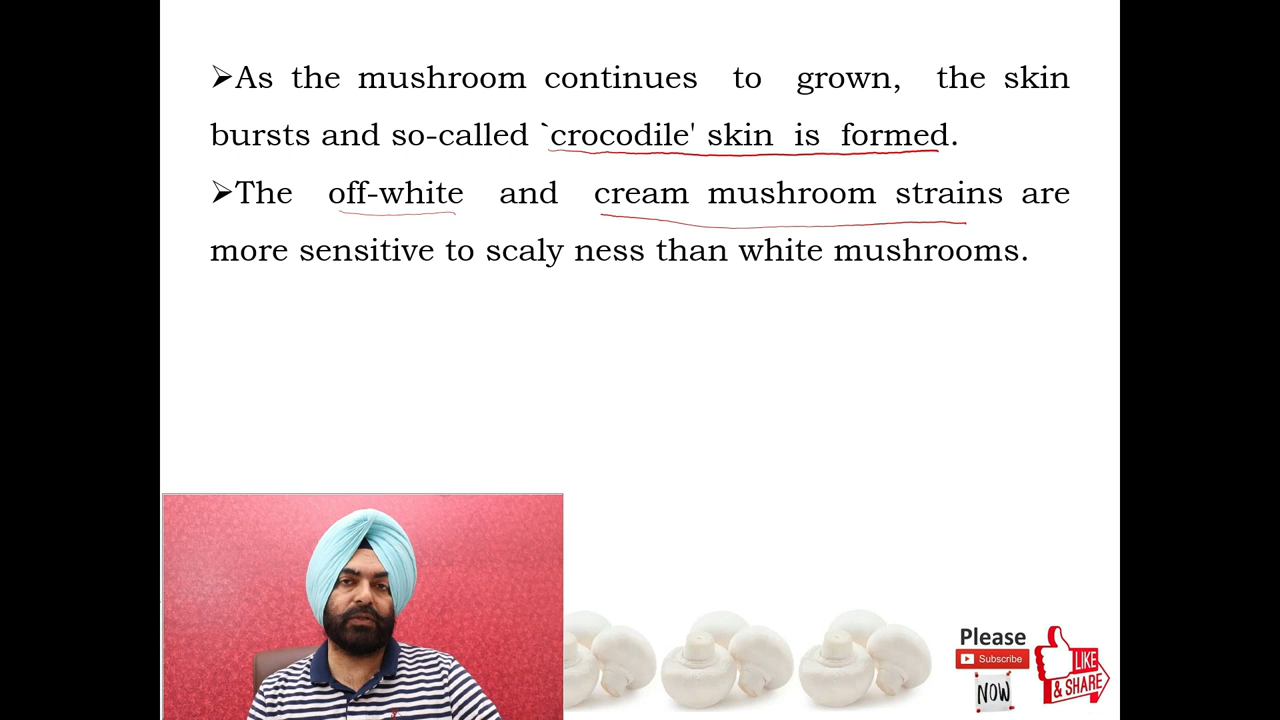 ➢As the mushroom continues to grown, the skin
bursts and so-called `crocodile' skin is formed.
➢The off-white and cream mushroom strains are
more sensitive to scaly ness than white mushrooms.
Please
Subscribe
NOW
LIKE
& SHARE